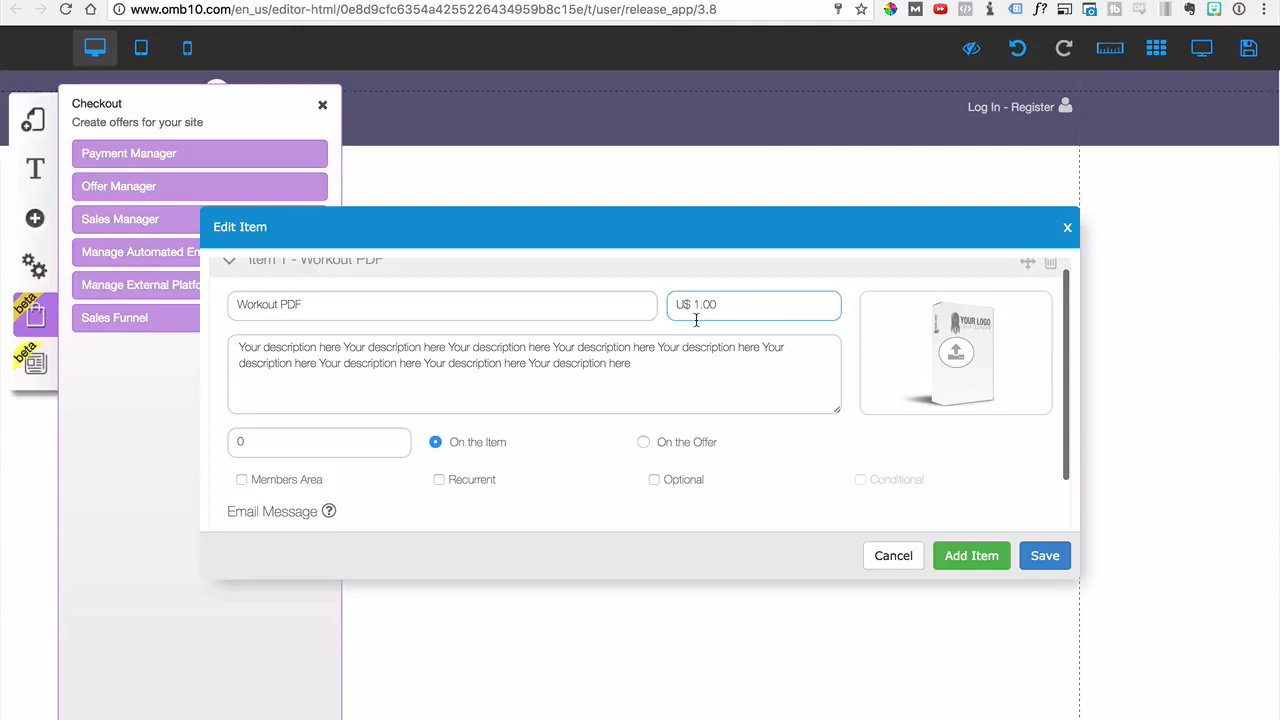 www.omb10.com/en_us/editor-html/0e8d9cfc6354a4255226434959b8c15e/t/user/release_app/3.8
Log In - Register
Checkout
Create offers for your site
Payment Manager
Offer Manager
Sales Manager
Manage Automated Em
Manage External Platfo
Sales Funnel
beta
beta
T
Edit Item
X
Item 1 - Workout PDF
Workout PDF
U$ 1.00
Your description here Your description here Your description here Your description here Your description here Your
description here Your description here Your description here Your description here
YOUR LOGO
0
On the Item
On the Offer
Members Area
Recurrent
Optional
Conditional
Email Message ?
Cancel
Add Item
Save